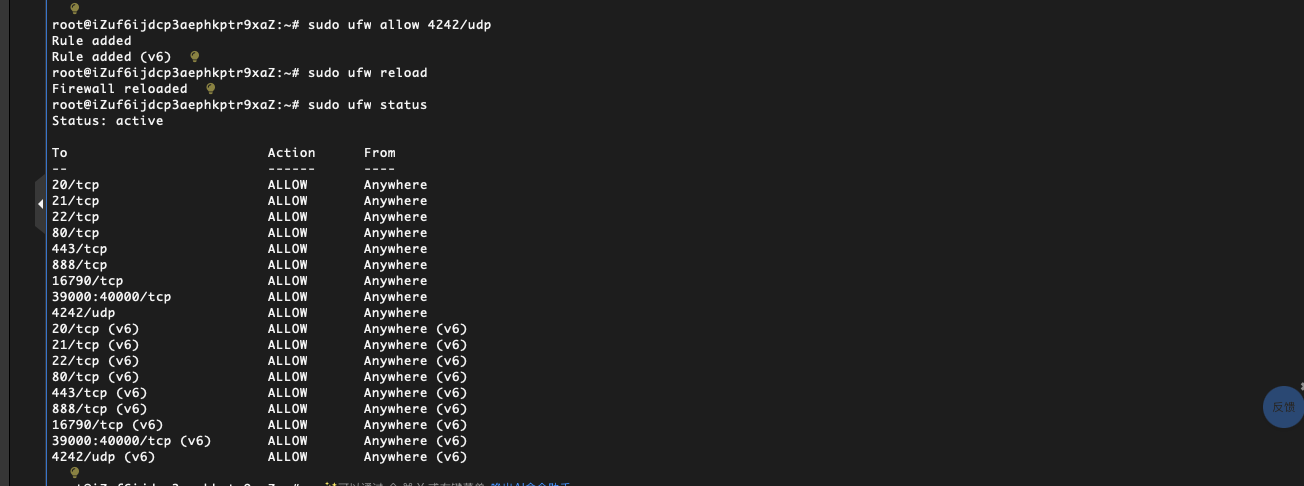 root@iZuf6ijdcp3aephkptr9xaZ:~# sudo ufw allow 4242/udp
Rule added
Rule added (v6)
root@iZuf6ijdcp3aephkptr9xaZ:~# sudo ufw reload
Firewall reloaded
root@iZuf6ijdcp3aephkptr9xaZ:~# sudo ufw status
Status: active
To Action From
-- ------ ----
20/tcp ALLOW Anywhere
21/tcp ALLOW Anywhere
22/tcp ALLOW Anywhere
80/tcp ALLOW Anywhere
443/tcp ALLOW Anywhere
888/tcp ALLOW Anywhere
16790/tcp ALLOW Anywhere
39000:40000/tcp ALLOW Anywhere
4242/udp ALLOW Anywhere
20/tcp (v6) ALLOW Anywhere (v6)
21/tcp (v6) ALLOW Anywhere (v6)
22/tcp (v6) ALLOW Anywhere (v6)
80/tcp (v6) ALLOW Anywhere (v6)
443/tcp (v6) ALLOW Anywhere (v6)
888/tcp (v6) ALLOW Anywhere (v6)
16790/tcp (v6) ALLOW Anywhere (v6)
39000:40000/tcp (v6) ALLOW Anywhere (v6)
4242/udp (v6) ALLOW Anywhere (v6)
反馈